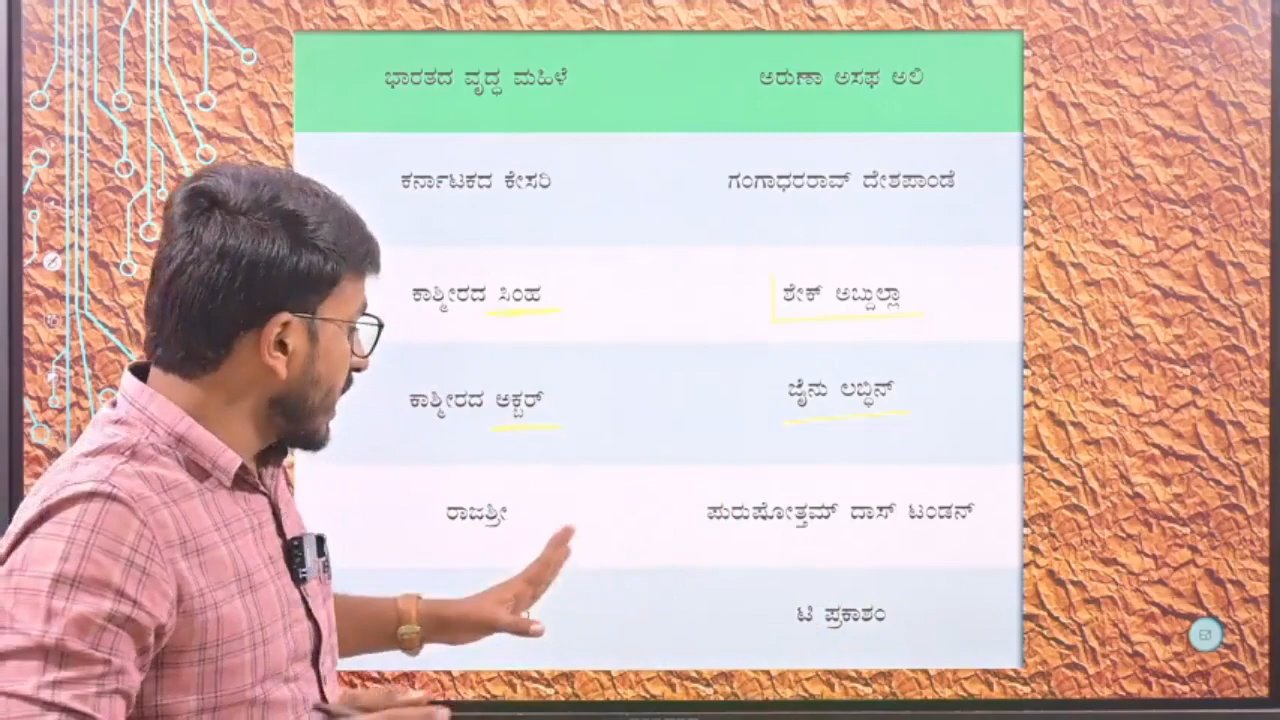 ಭಾರತದ ವೃದ್ಧ ಮಹಿಳೆ ಅರುಣಾ ಅಸಫ ಅಲಿ
ಕರ್ನಾಟಕದ ಕೇಸರಿ ಗಂಗಾಧರರಾವ್ ದೇಶಪಾಂಡೆ
ಕಾಶ್ಮೀರದ ಸಿಂಹ ಶೇಕ್ ಅಬ್ದುಲ್ಲಾ
ಕಾಶ್ಮೀರದ ಅಕ್ಬರ್ ಜೈನು ಲಬ್ಧಿನ್
ರಾಜಶ್ರೀ ಪುರುಷೋತ್ತಮ್ ದಾಸ್ ಟಂಡನ್
ಟಿ ಪ್ರಕಾಶಂ